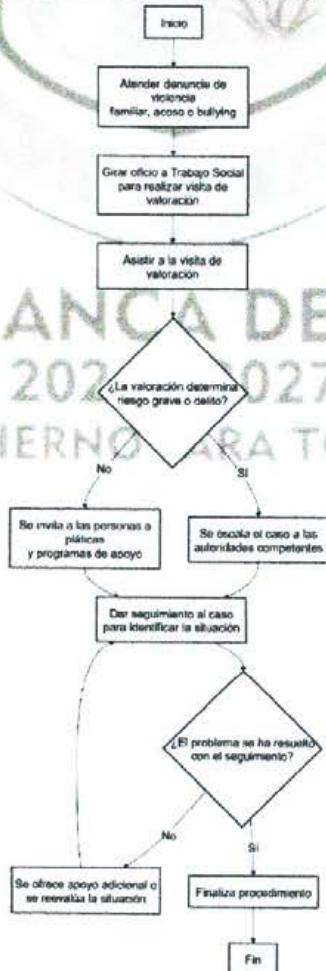 Inicio
Atender denuncia de
violencia
familiar, acoso o bullying
Girar oficio a Trabajo Social
para realizar visita de
valoración
Asistir a la visita de
valoración
ANCA DE
¿La valoración determina
riesgo grave o delito?
202 027
IERNO ARA TO
No
Sí
Se invita a las personas a
pláticas
y programas de apoyo
Se escala el caso a las
autoridades competentes
Dar seguimiento al caso
para identificar la situación
¿El problema se ha resuelto
con el seguimiento?
No
Sí
Se ofrece apoyo adicional o
se reevalúa la situación
Finaliza procedimiento
Fin